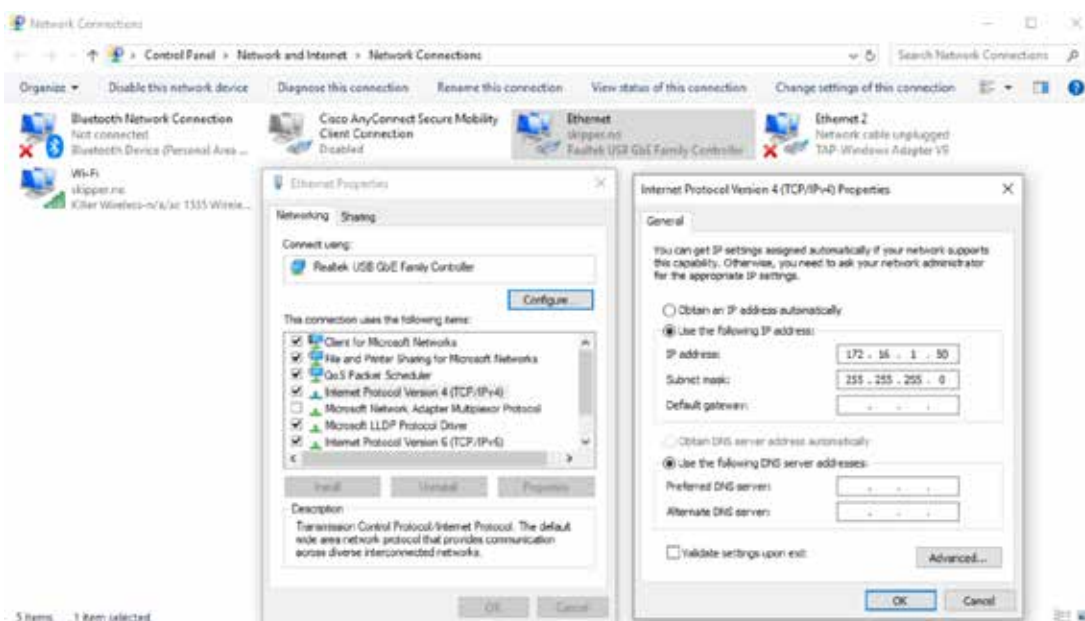 Network Connections
Control Panel > Network and Internet > Network Connections
Search Network Connections
Organize
Disable this network device
Diagnose this connection
Rename this connection
View status of this connection
Change settings of this connection
Bluetooth Network Connection
Not connected
Bluetooth Device (Personal Area ...
Cisco AnyConnect Secure Mobility
Client Connection
Disabled
Ethernet
skipper.no
Realtek USB GbE Family Controller
Ethernet 2
Network cable unplugged
TAP-Windows Adapter V9
Wi-Fi
skipper.no
Killer Wireless-n/a/ac 1535 Wirele...
Ethernet Properties
Networking
Sharing
Connect using:
Realtek USB GbE Family Controller
Configure...
This connection uses the following items:
Client for Microsoft Networks
File and Printer Sharing for Microsoft Networks
QoS Packet Scheduler
Internet Protocol Version 4 (TCP/IPv4)
Microsoft Network Adapter Multiplexor Protocol
Microsoft LLDP Protocol Driver
Internet Protocol Version 6 (TCP/IPv6)
Install...
Uninstall
Properties
Description
Transmission Control Protocol/Internet Protocol. The default
wide area network protocol that provides communication
across diverse interconnected networks.
OK
Cancel
Internet Protocol Version 4 (TCP/IPv4) Properties
General
You can get IP settings assigned automatically if your network supports
this capability. Otherwise, you need to ask your network administrator
for the appropriate IP settings.
Obtain an IP address automatically
Use the following IP address:
IP address: 172 . 16 . 1 . 50
Subnet mask: 255 . 255 . 255 . 0
Default gateway: . . .
Obtain DNS server address automatically
Use the following DNS server addresses:
Preferred DNS server: . . .
Alternate DNS server: . . .
Validate settings upon exit
Advanced...
OK
Cancel
5 items
1 item selected